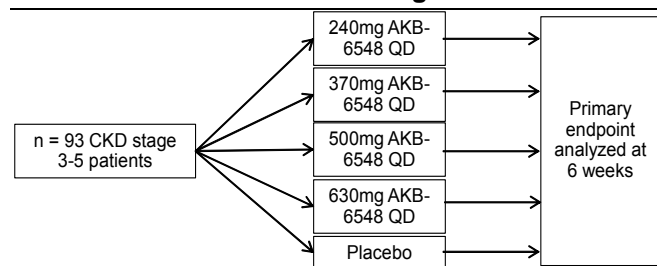 240mg AKB-
6548 QD
370mg AKB-
6548 QD
500mg AKB-
6548 QD
630mg AKB-
6548 QD
Placebo
n = 93 CKD stage
3-5 patients
Primary
endpoint
analyzed at
6 weeks